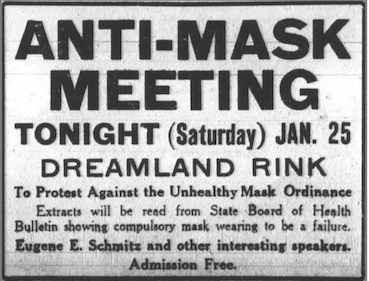 ANTI-MASK
MEETING
TONIGHT (Saturday) JAN. 25
DREAMLAND RINK
To Protest Against the Unhealthy Mask Ordinance
Extracts will be read from State Board of Health
Bulletin showing compulsory mask wearing to be a failure.
Eugene E. Schmitz and other interesting speakers.
Admission Free.